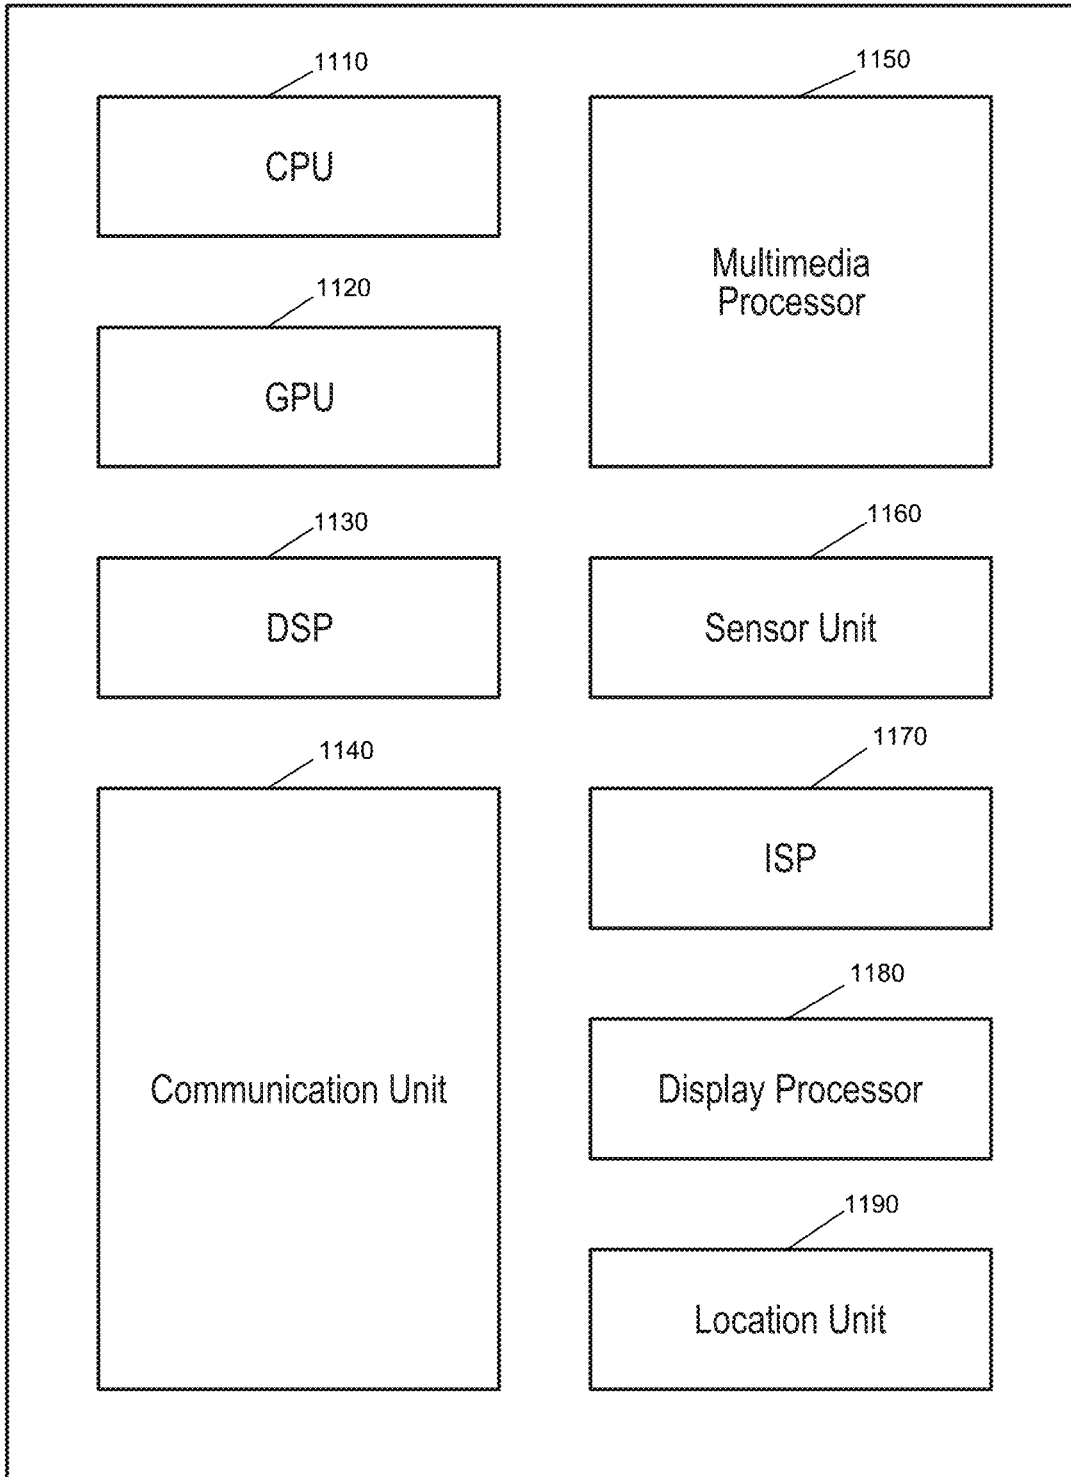 1110
CPU
1120
GPU
1130
DSP
1140
Communication Unit
1150
Multimedia
Processor
1160
Sensor Unit
1170
ISP
1180
Display Processor
1190
Location Unit